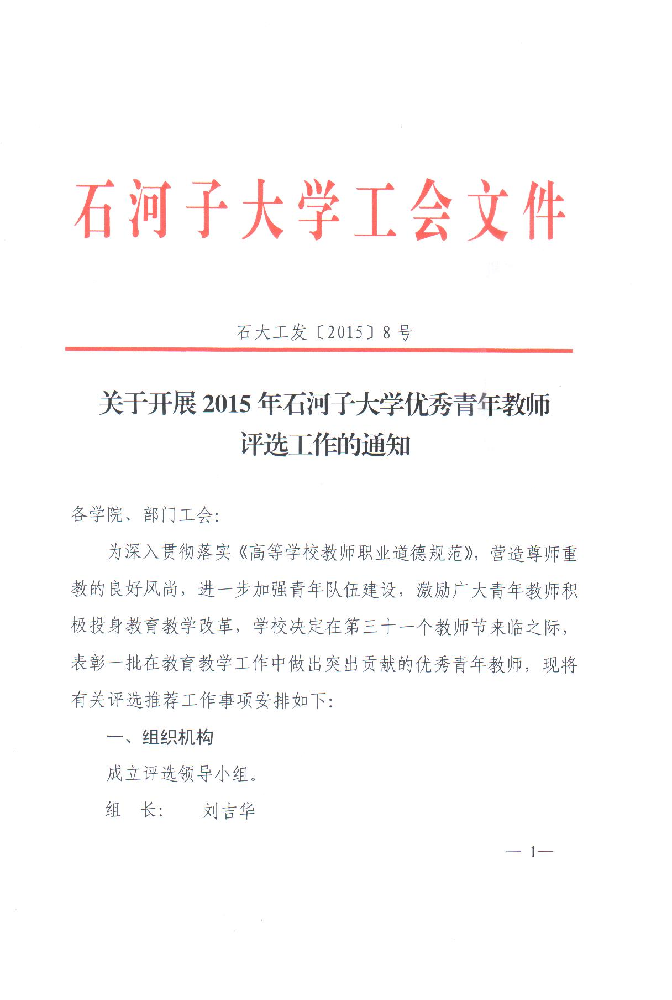 石河子大学工会文件
石大工发〔2015〕8号
关于开展 2015 年石河子大学优秀青年教师
评选工作的通知
各学院、部门工会：
为深入贯彻落实《高等学校教师职业道德规范》，营造尊师重
教的良好风尚，进一步加强青年队伍建设，激励广大青年教师积
极投身教育教学改革，学校决定在第三十一个教师节来临之际，
表彰一批在教育教学工作中做出突出贡献的优秀青年教师，现将
有关评选推荐工作事项安排如下：
一、组织机构
成立评选领导小组。
组 长： 刘吉华
— 1—